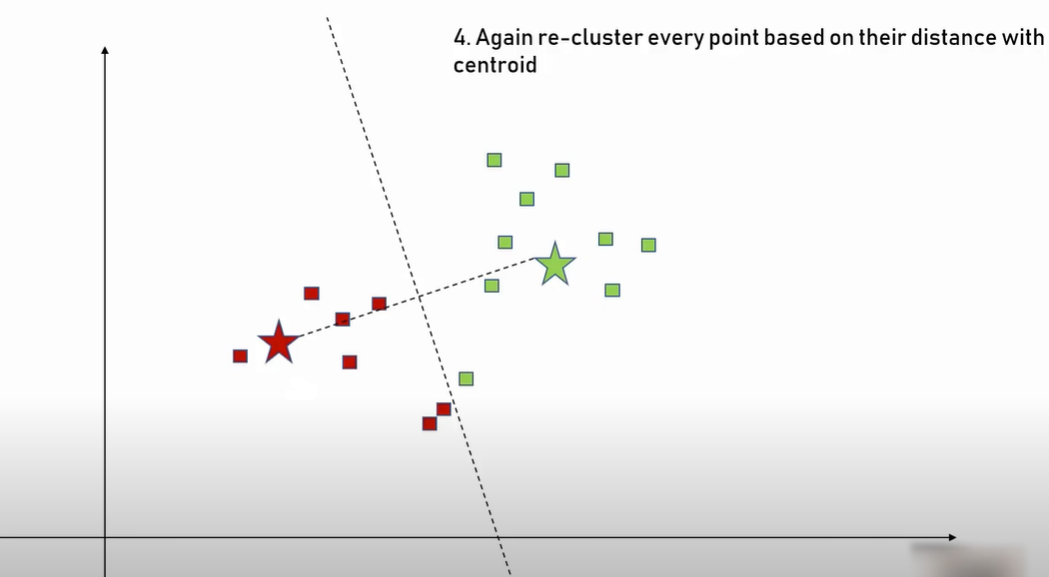 4. Again re-cluster every point based on their distance with
centroid